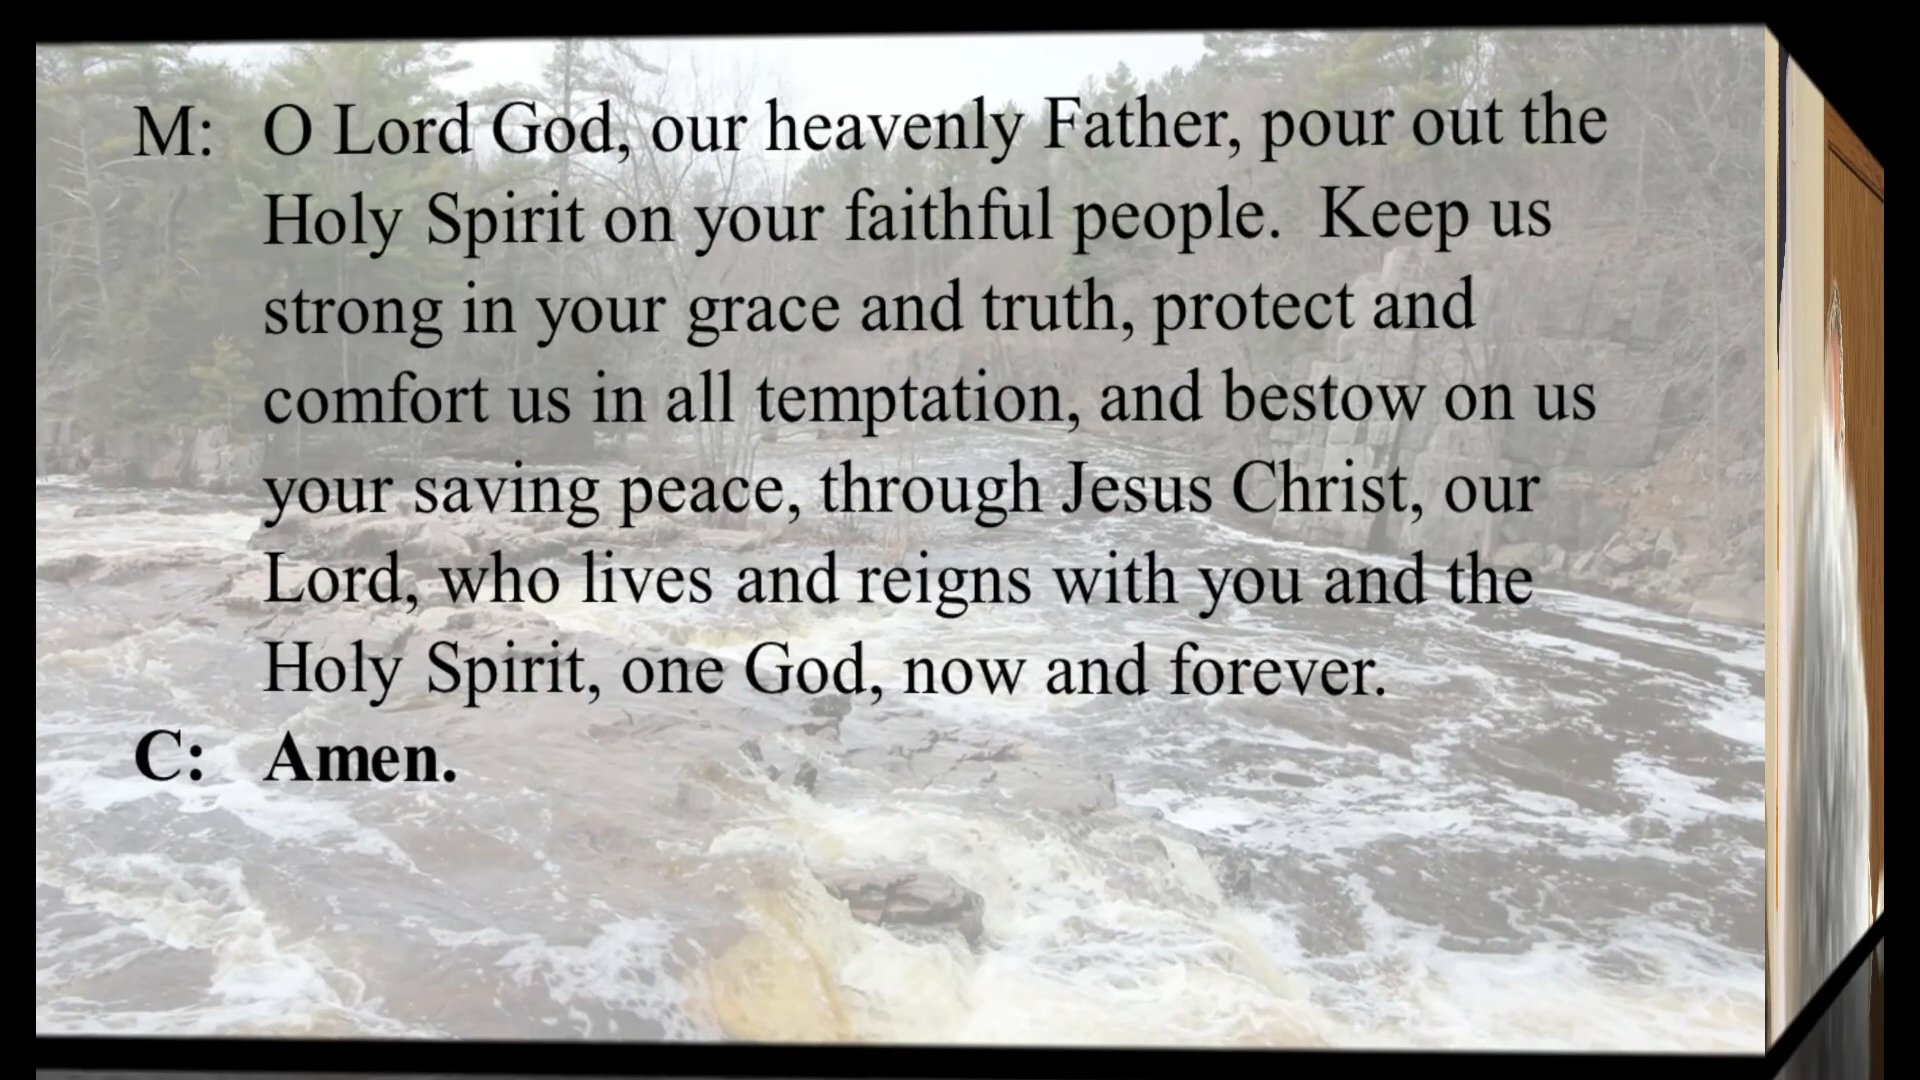 M: O Lord God, our heavenly Father, pour out the
Holy Spirit on your faithful people.  Keep us
strong in your grace and truth, protect and
comfort us in all temptation, and bestow on us
your saving peace, through Jesus Christ, our
Lord, who lives and reigns with you and the
Holy Spirit, one God, now and forever.
C: Amen.